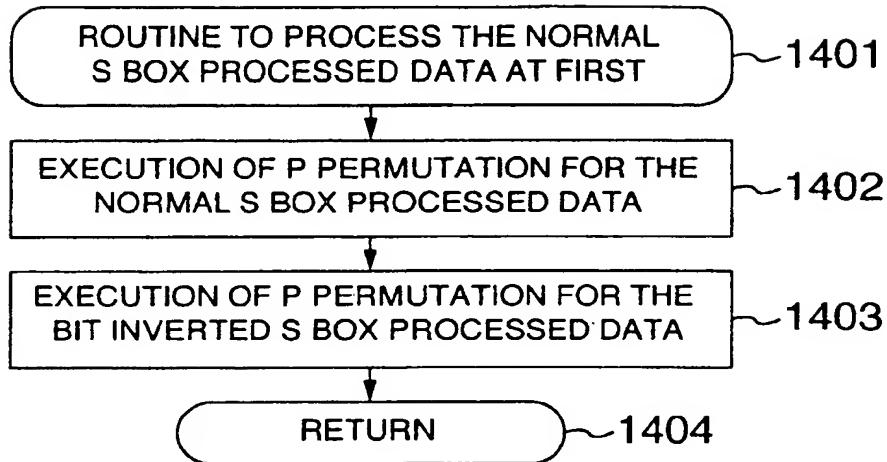 ROUTINE TO PROCESS THE NORMAL
S BOX PROCESSED DATA AT FIRST
1401
EXECUTION OF P PERMUTATION FOR THE
NORMAL S BOX PROCESSED DATA
1402
EXECUTION OF P PERMUTATION FOR THE
BIT INVERTED S BOX PROCESSED DATA
1403
RETURN
1404